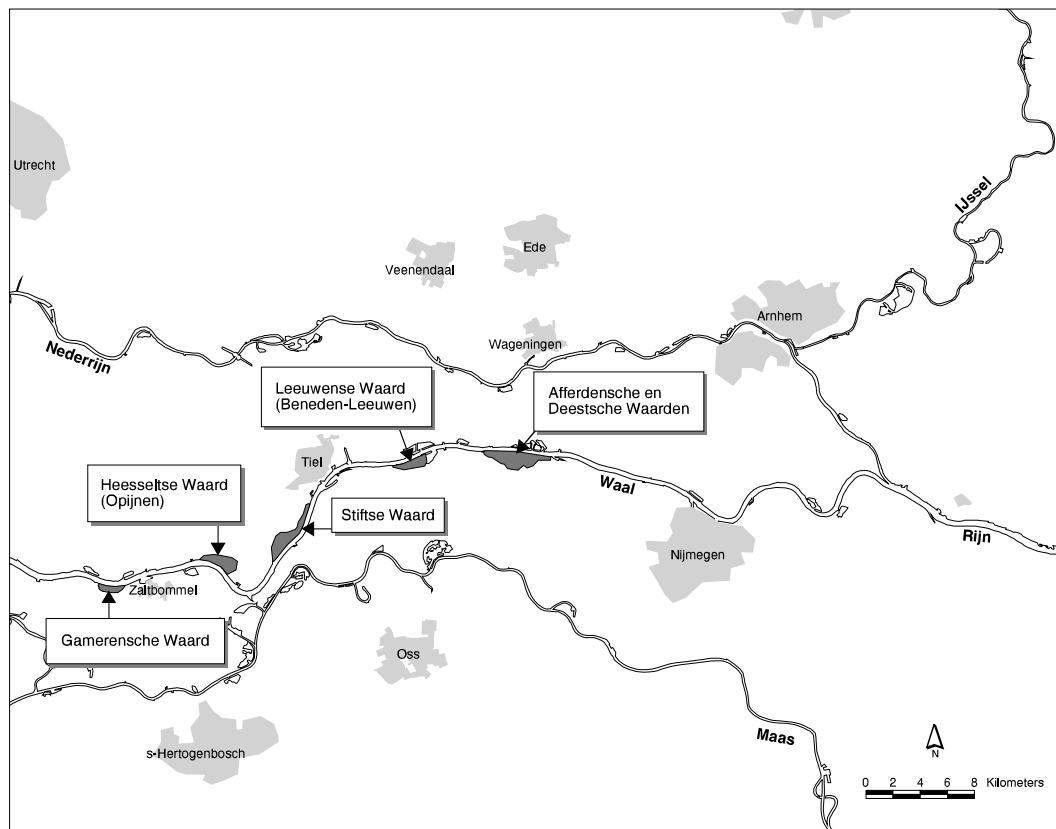 Utrecht
IJssel
Ede
Veenendaal
Arnhem
Wageningen
Nederrijn
Leeuwense Waard
(Beneden-Leeuwen)
Afferdensche en
Deestsche Waarden
Tiel
Waal
Heeseltse Waard
(Opijnen)
Stiftse Waard
Rijn
Nijmegen
Zaltbommel
Gamerensche Waard
Oss
Maas
s-Hertogenbosch
N
0 2 4 6 8 Kilometers